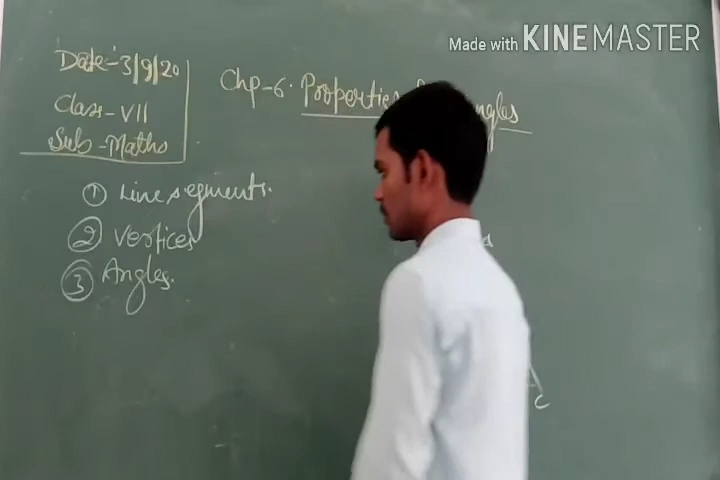 Made with KINEMASTER
Date:- 3/9/20
Class - VII
Sub - Maths
Chp-6. Properties
① Line segments.
② Vertices
③ Angles.
C